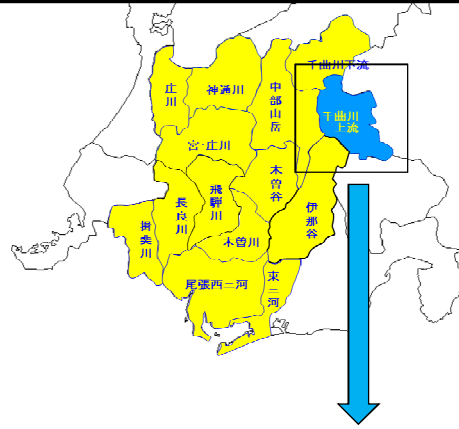 千曲川下流
庄川
神通川
中部山岳
千曲川
上流
宮・庄川
木曽谷
飛騨川
長良川
伊那谷
揖斐川
木曽川
尾張西三河
東三河